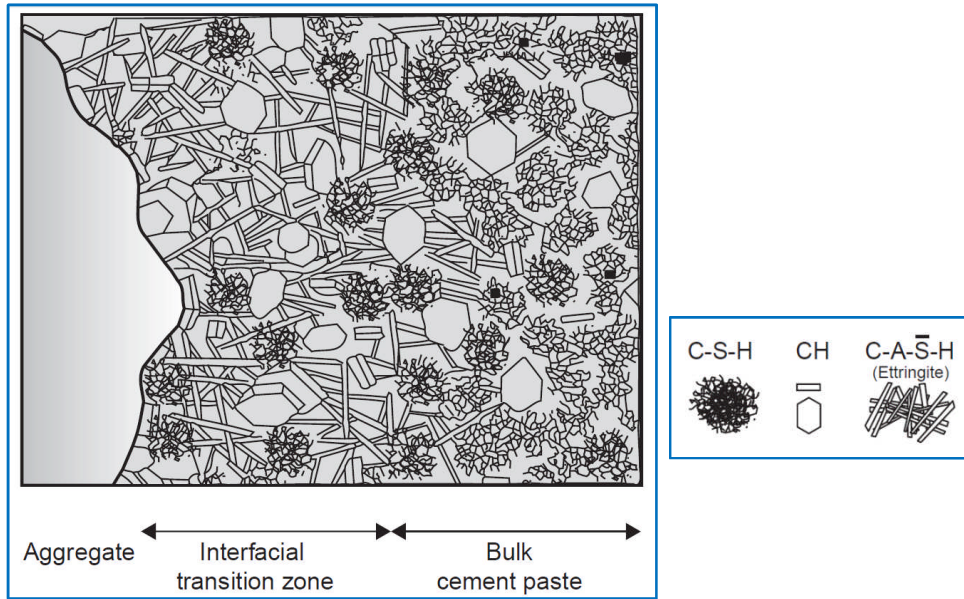 Aggregate
Interfacial
transition zone
Bulk
cement paste
C-S-H
CH
C-A-S̅-H
(Ettringite)